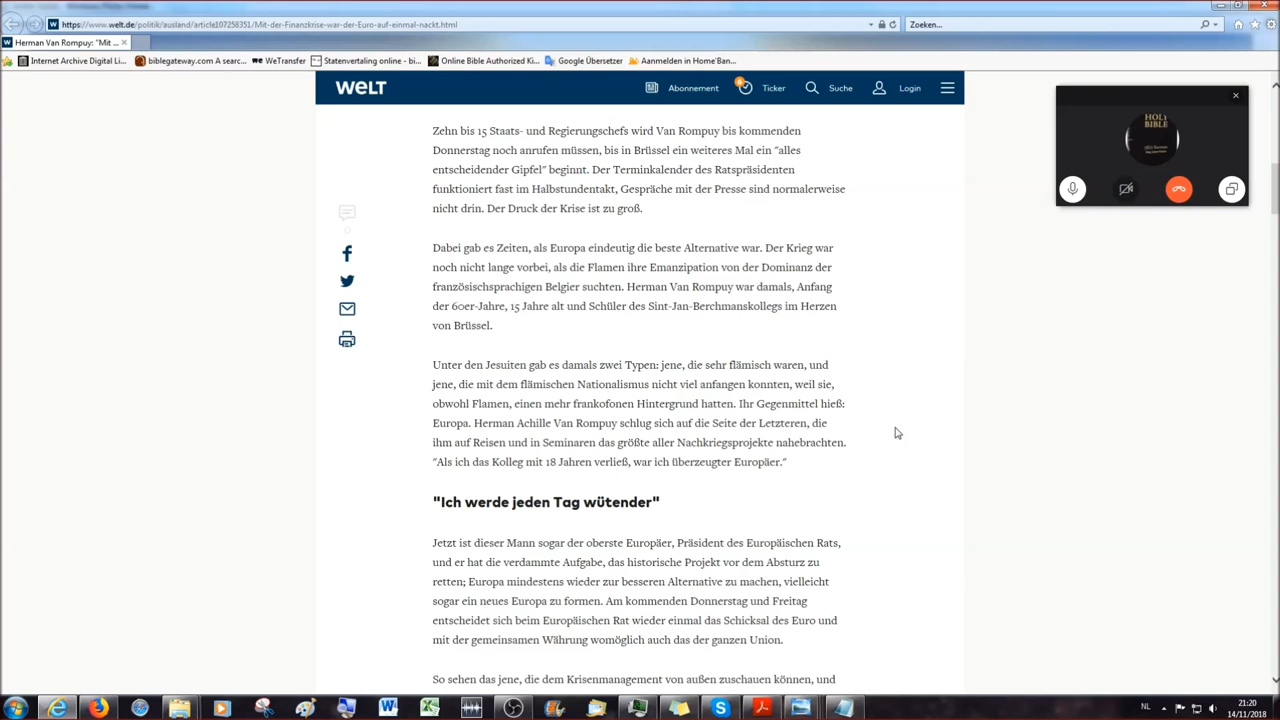 https://www.welt.de/politik/ausland/article107258351/Mit-der-Finanzkrise-war-der-Euro-auf-einmal-nackt.html
Zoeken...
Herman Van Rompuy: "Mit ...
Internet Archive Digital Li...
biblegateway.com A searc...
WeTransfer
Statenvertaling online - bi...
Online Bible Authorized Ki...
Google Übersetzer
Aanmelden in Home'Ban...
WELT
Abonnement
6
Ticker
Suche
Login
HOLY
BIBLE
Zehn bis 15 Staats- und Regierungschefs wird Van Rompuy bis kommenden
Donnerstag noch anrufen müssen, bis in Brüssel ein weiteres Mal ein "alles
entscheidender Gipfel" beginnt. Der Terminkalender des Ratspräsidenten
funktioniert fast im Halbstundentakt, Gespräche mit der Presse sind normalerweise
nicht drin. Der Druck der Krise ist zu groß.
0
Dabei gab es Zeiten, als Europa eindeutig die beste Alternative war. Der Krieg war
noch nicht lange vorbei, als die Flamen ihre Emanzipation von der Dominanz der
französischsprachigen Belgier suchten. Herman Van Rompuy war damals, Anfang
der 60er-Jahre, 15 Jahre alt und Schüler des Sint-Jan-Berchmanskollegs im Herzen
von Brüssel.
Unter den Jesuiten gab es damals zwei Typen: jene, die sehr flämisch waren, und
jene, die mit dem flämischen Nationalismus nicht viel anfangen konnten, weil sie,
obwohl Flamen, einen mehr frankofonen Hintergrund hatten. Ihr Gegenmittel hieß:
Europa. Herman Achille Van Rompuy schlug sich auf die Seite der Letzteren, die
ihm auf Reisen und in Seminaren das größte aller Nachkriegsprojekte nahebrachten.
"Als ich das Kolleg mit 18 Jahren verließ, war ich überzeugter Europäer."
"Ich werde jeden Tag wütender"
Jetzt ist dieser Mann sogar der oberste Europäer, Präsident des Europäischen Rats,
und er hat die verdammte Aufgabe, das historische Projekt vor dem Absturz zu
retten; Europa mindestens wieder zur besseren Alternative zu machen, vielleicht
sogar ein neues Europa zu formen. Am kommenden Donnerstag und Freitag
entscheidet sich beim Europäischen Rat wieder einmal das Schicksal des Euro und
mit der gemeinsamen Währung womöglich auch das der ganzen Union.
So sehen das jene, die dem Krisenmanagement von außen zuschauen können, und
NL
21:20
14/11/2018